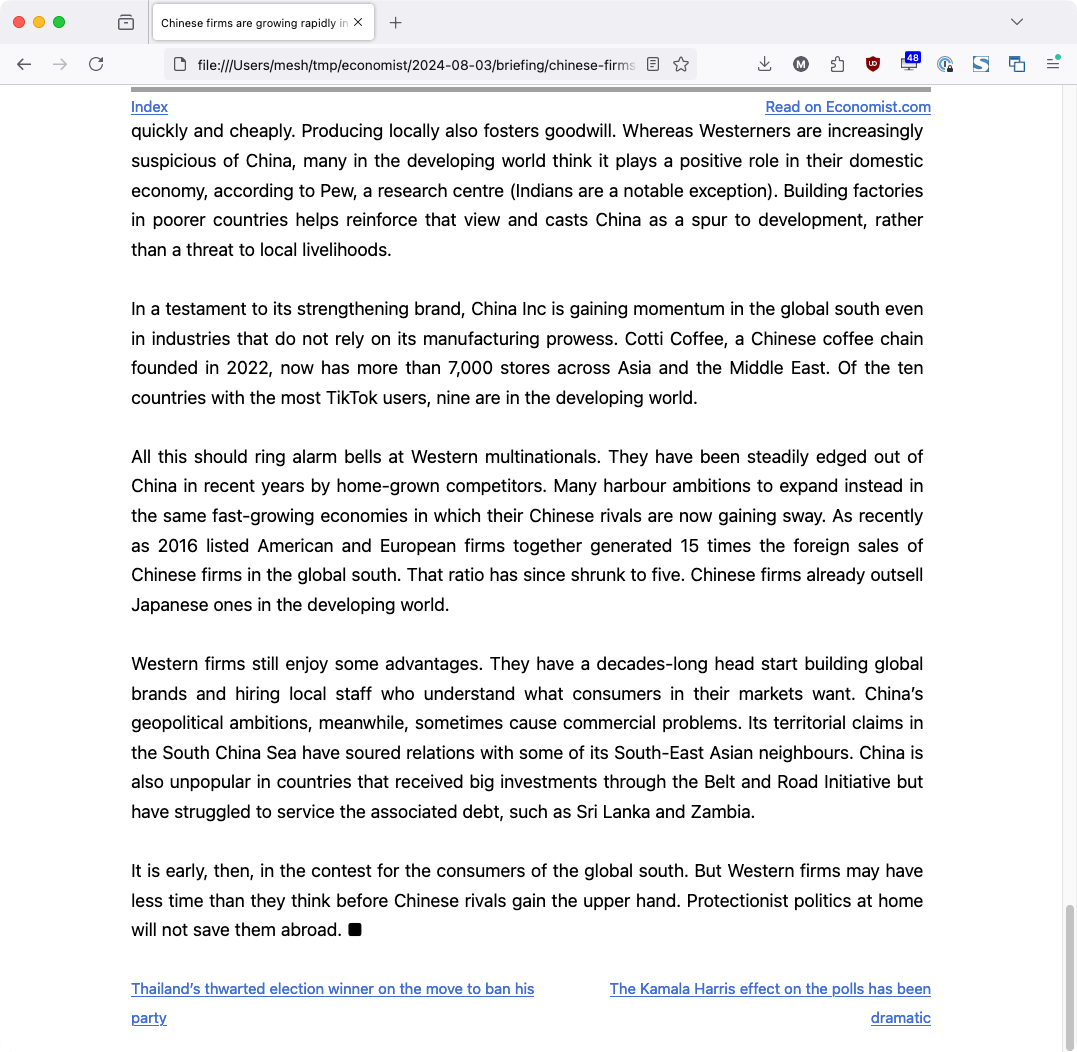 Chinese firms are growing rapidly in
file:///Users/mesh/tmp/economist/2024-08-03/briefing/chinese-firms
M
UD
48
Index
Read on Economist.com
quickly and cheaply. Producing locally also fosters goodwill. Whereas Westerners are increasingly
suspicious of China, many in the developing world think it plays a positive role in their domestic
economy, according to Pew, a research centre (Indians are a notable exception). Building factories
in poorer countries helps reinforce that view and casts China as a spur to development, rather
than a threat to local livelihoods.
In a testament to its strengthening brand, China Inc is gaining momentum in the global south even
in industries that do not rely on its manufacturing prowess. Cotti Coffee, a Chinese coffee chain
founded in 2022, now has more than 7,000 stores across Asia and the Middle East. Of the ten
countries with the most TikTok users, nine are in the developing world.
All this should ring alarm bells at Western multinationals. They have been steadily edged out of
China in recent years by home-grown competitors. Many harbour ambitions to expand instead in
the same fast-growing economies in which their Chinese rivals are now gaining sway. As recently
as 2016 listed American and European firms together generated 15 times the foreign sales of
Chinese firms in the global south. That ratio has since shrunk to five. Chinese firms already outsell
Japanese ones in the developing world.
Western firms still enjoy some advantages. They have a decades-long head start building global
brands and hiring local staff who understand what consumers in their markets want. China’s
geopolitical ambitions, meanwhile, sometimes cause commercial problems. Its territorial claims in
the South China Sea have soured relations with some of its South-East Asian neighbours. China is
also unpopular in countries that received big investments through the Belt and Road Initiative but
have struggled to service the associated debt, such as Sri Lanka and Zambia.
It is early, then, in the contest for the consumers of the global south. But Western firms may have
less time than they think before Chinese rivals gain the upper hand. Protectionist politics at home
will not save them abroad. ■
Thailand’s thwarted election winner on the move to ban his
party
The Kamala Harris effect on the polls has been
dramatic